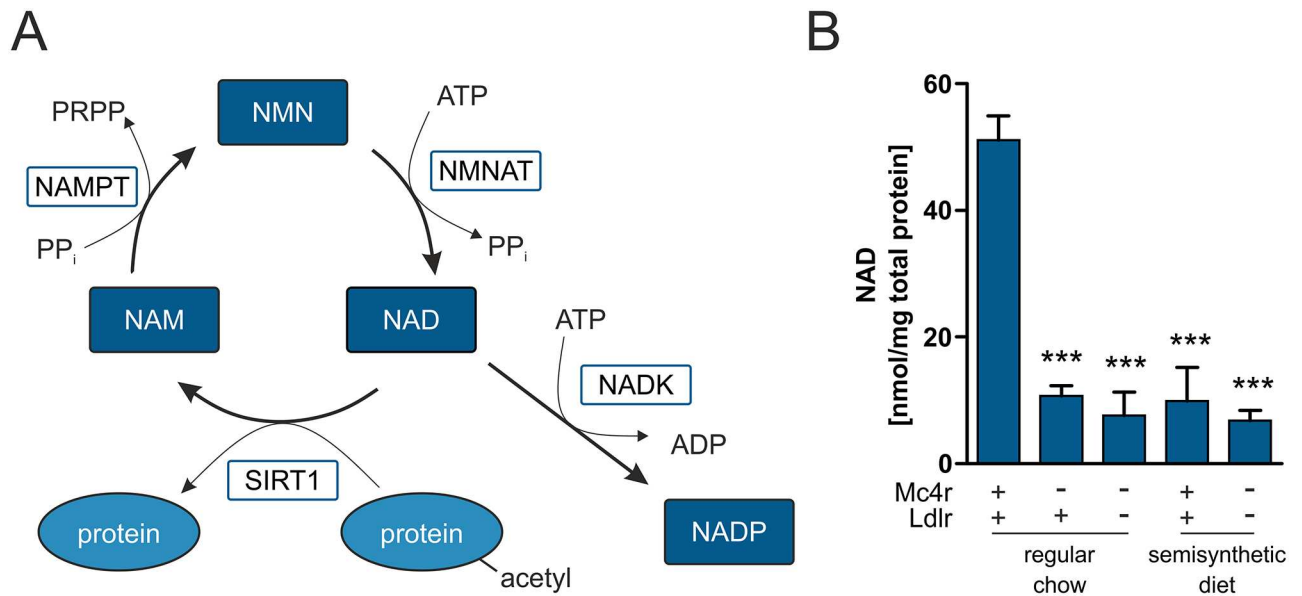 A
PRPP
NMN
ATP
NAMPT
NMNAT
PPi
PPi
NAM
NAD
ATP
NADK
ADP
SIRT1
protein
protein
acetyl
NADP
B
NAD
[nmol/mg total protein]
60
40
20
0
***
***
***
***
Mc4r + - - + -
Ldlr + + - + -
regular
chow
semisynthetic
diet